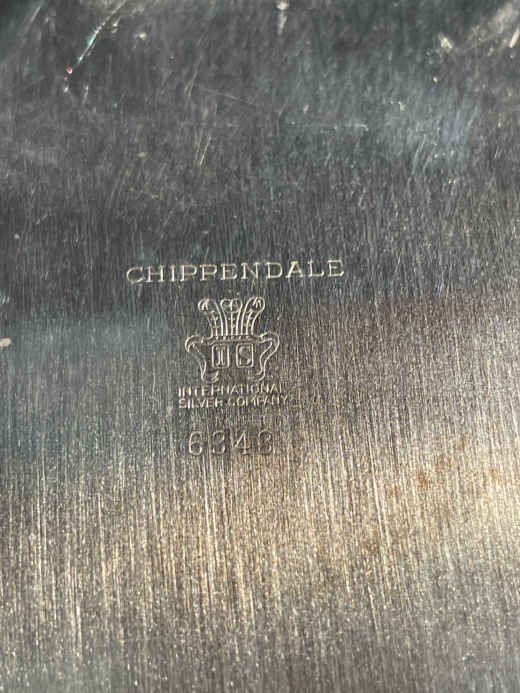 CHIPPENDALE
IS
INTERNATIONAL
SILVER COMPANY
6343